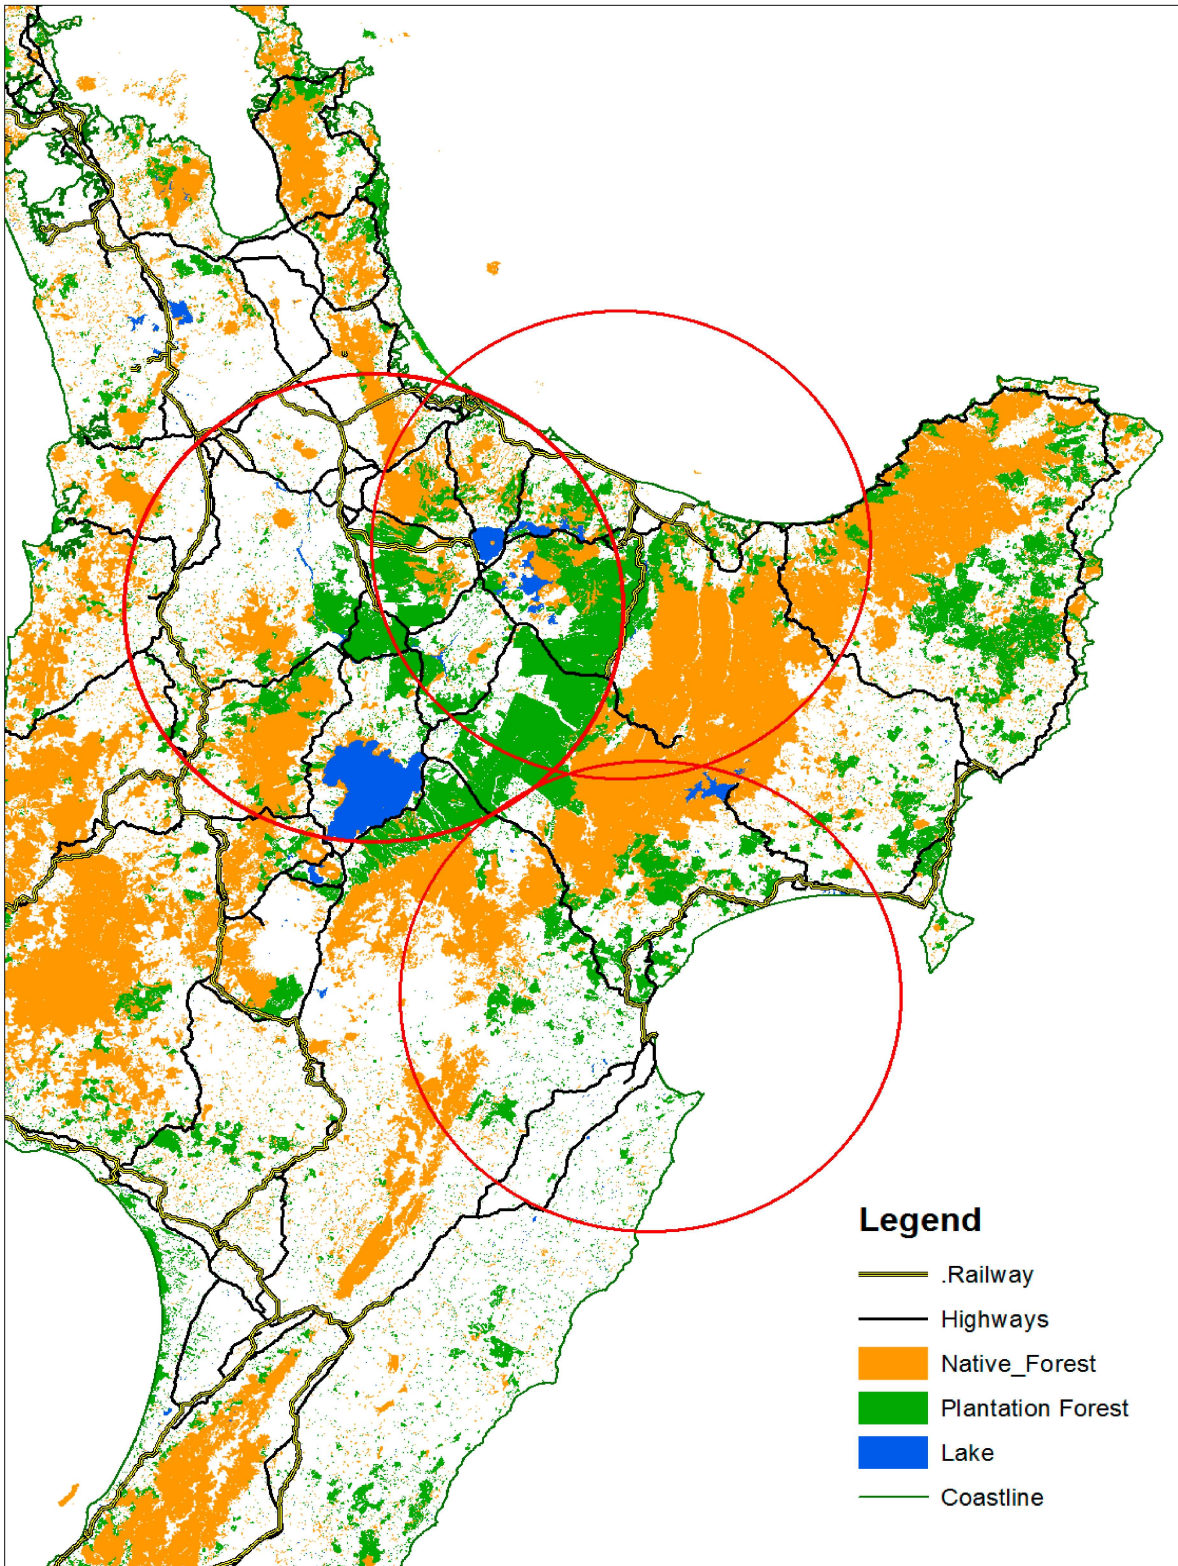 Legend
.Railway
Highways
Native_Forest
Plantation Forest
Lake
Coastline